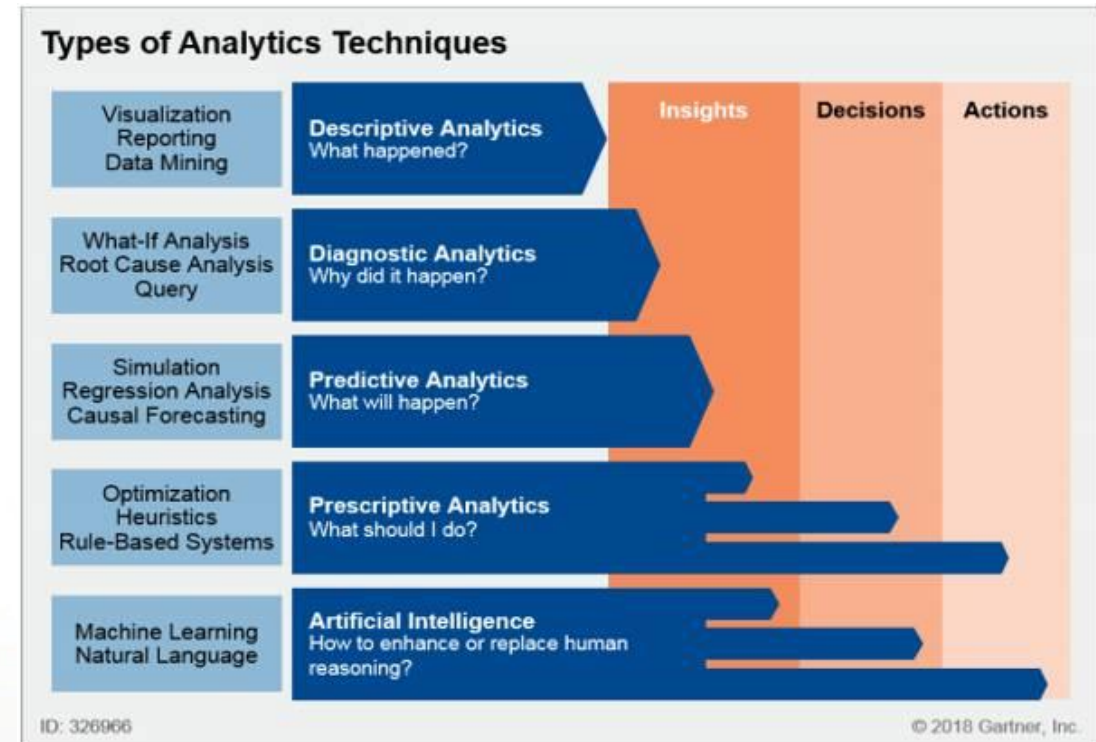 Types of Analytics Techniques
Insights
Decisions
Actions
Visualization
Reporting
Data Mining
Descriptive Analytics
What happened?
What-If Analysis
Root Cause Analysis
Query
Diagnostic Analytics
Why did it happen?
Simulation
Regression Analysis
Causal Forecasting
Predictive Analytics
What will happen?
Optimization
Heuristics
Rule-Based Systems
Prescriptive Analytics
What should I do?
Machine Learning
Natural Language
Artificial Intelligence
How to enhance or replace human
reasoning?
ID: 326966
© 2018 Gartner, Inc.